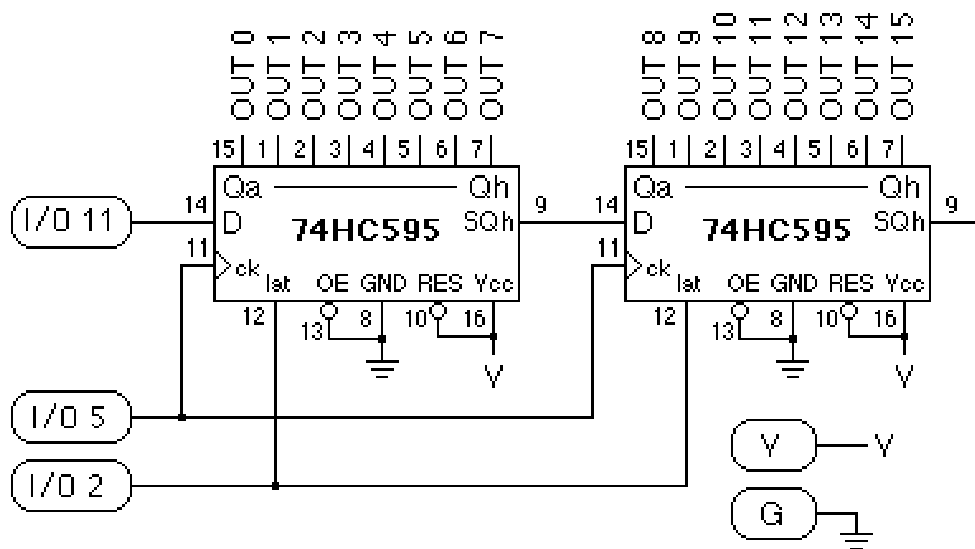 OUT 0 OUT 1 OUT 2 OUT 3 OUT 4 OUT 5 OUT 6 OUT 7 OUT 8 OUT 9 OUT 10 OUT 11 OUT 12 OUT 13 OUT 14 OUT 15
15 1 2 3 4 5 6 7 15 1 2 3 4 5 6 7
Qa Qh Qa Qh
I/O 11 14 D 74HC595 SQh 9 14 D 74HC595 SQh 9
11 ck 11 ck
lat OE GND RES Vcc lat OE GND RES Vcc
12 13 8 10 16 12 13 8 10 16
V V
I/O 5
V V
I/O 2
G